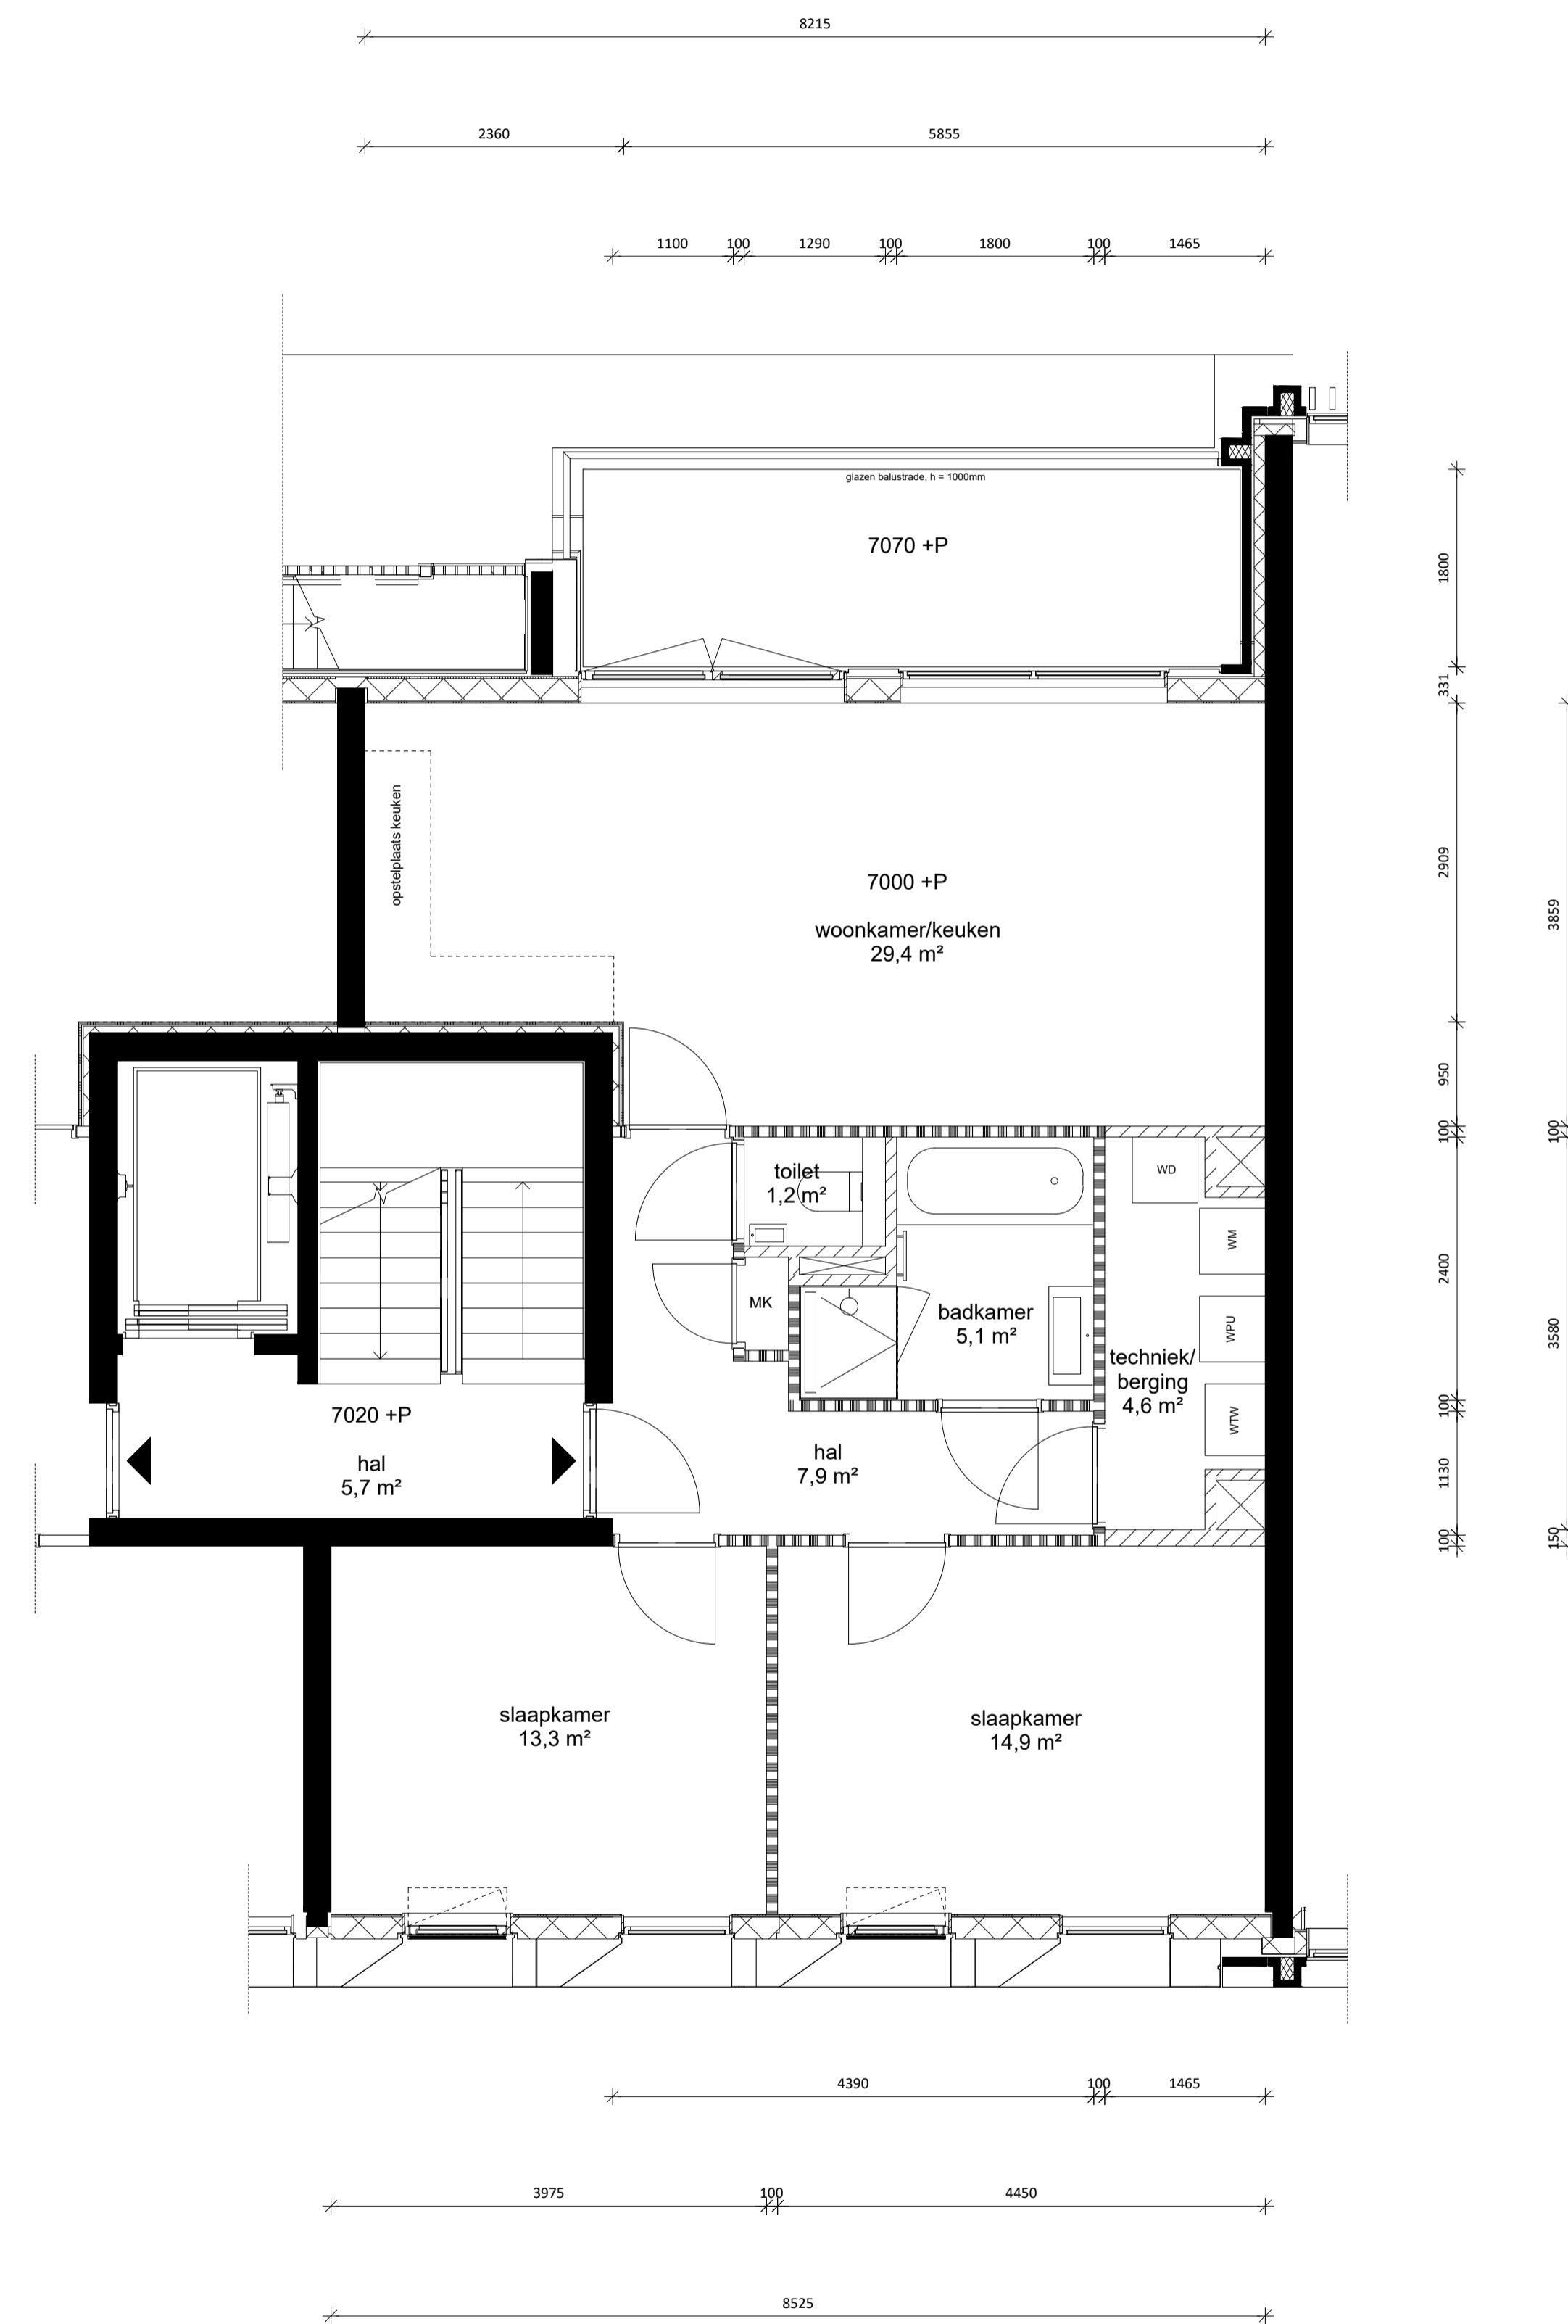 8215
2360
5855
1100
100
1290
100
1800
100
1465
glazen balustrade, h = 1000mm
7070 +P
1800
331
opstelplaats keuken
7000 +P
woonkamer/keuken
29,4 m²
2909
3859
950
100
100
toilet
1,2 m²
WD
WM
2400
MK
badkamer
5,1 m²
WPU
3580
techniek/
berging
4,6 m²
WTW
100
7020 +P
hal
5,7 m²
hal
7,9 m²
1130
100
150
slaapkamer
13,3 m²
slaapkamer
14,9 m²
4390
100
1465
3975
100
4450
8525